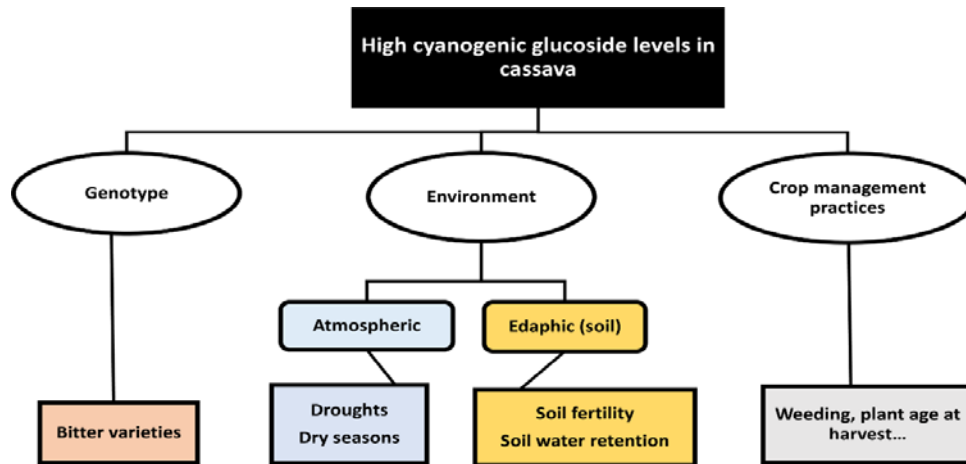 High cyanogenic glucoside levels in
cassava
Genotype
Environment
Crop management
practices
Atmospheric
Edaphic (soil)
Bitter varieties
Droughts
Dry seasons
Soil fertility
Soil water retention
Weeding, plant age at
harvest...